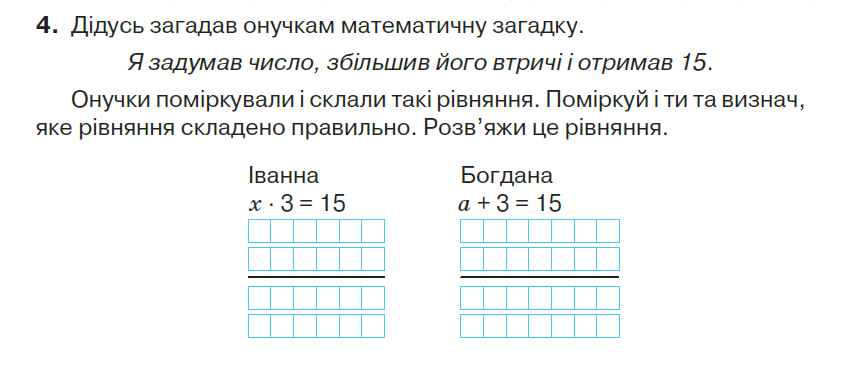 4. Дідусь загадав онучкам математичну загадку.
Я задумав число, збільшив його втричі і отримав 15.
Онучки поміркували і склали такі рівняння. Поміркуй і ти та визнач,
яке рівняння складено правильно. Розв’яжи це рівняння.
Іванна
x · 3 = 15
Богдана
a + 3 = 15